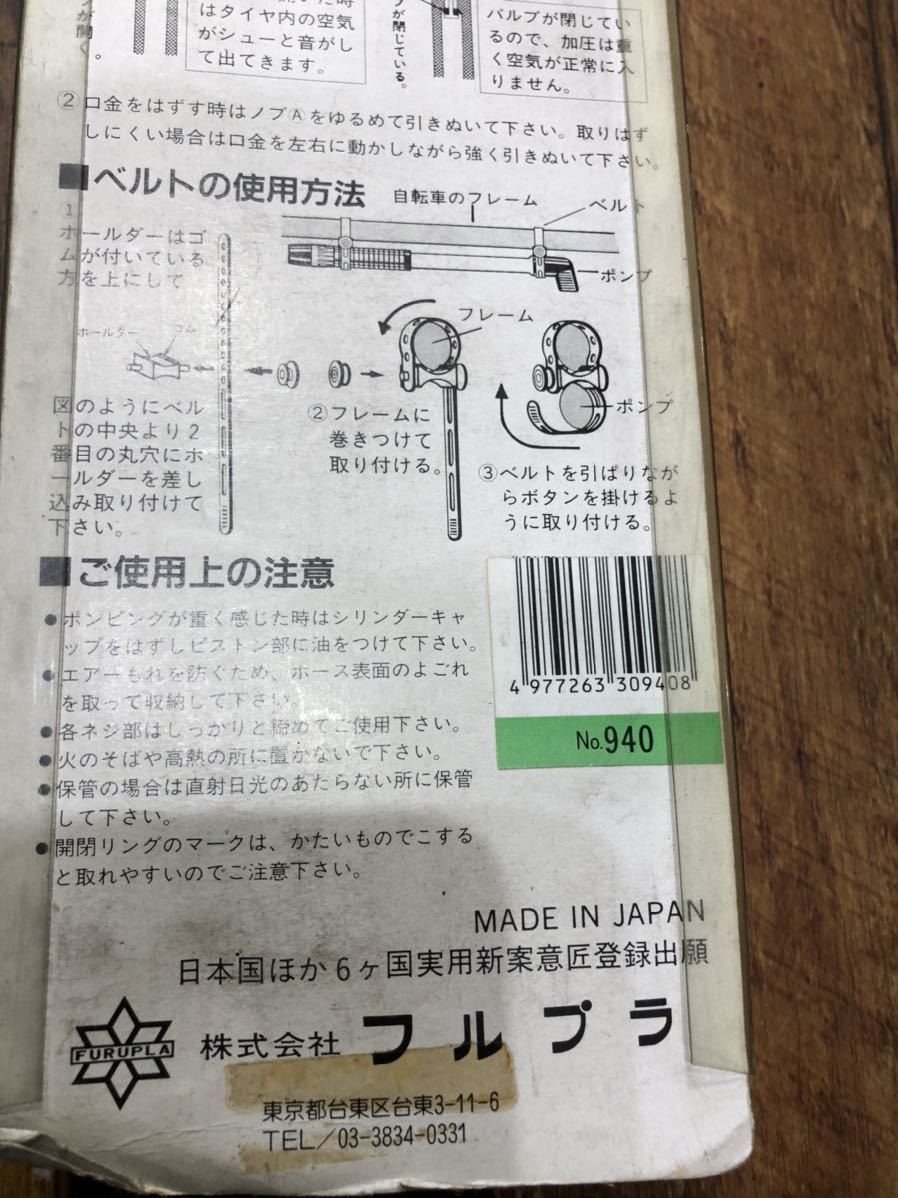 はタイヤ内の空気
がシューと音がし
て出てきます。
が開く。
が閉じている。
バルブが閉じてい
るので、加圧は重
く空気が正常に入
りません。
②口金をはずす時はノブⒶをゆるめて引きぬいて下さい。取りはず
しにくい場合は口金を左右に動かしながら強く引きぬいて下さい。
■ベルトの使用方法
自転車のフレーム
ベルト
ポンプ
1
ホールダーはゴ
ムが付いている
方を上にして
ホールダー
ゴム
図のようにベル
トの中央より2
番目の丸穴にホ
ールダーを差し
込み取り付けて
下さい。
フレーム
②フレームに
巻きつけて
取り付ける。
ポンプ
③ベルトを引ぱりなが
らボタンを掛けるよ
うに取り付ける。
■ご使用上の注意
●ポンピングが重く感じた時はシリンダーキャ
ップをはずしピストン部に油をつけて下さい。
●エアーもれを防ぐため、ホース表面のよごれ
を取って収納して下さい。
●各ネジ部はしっかりと締めてご使用下さい。
●火のそばや高熱の所に置かないで下さい。
●保管の場合は直射日光のあたらない所に保管
して下さい。
●開閉リングのマークは、かたいものでこする
と取れやすいのでご注意下さい。
4 977263 309408
No.940
MADE IN JAPAN
日本国ほか6ヶ国実用新案意匠登録出願
FURUPLA
株式会社 フルプラ
東京都台東区台東3-11-6
TEL/03-3834-0331